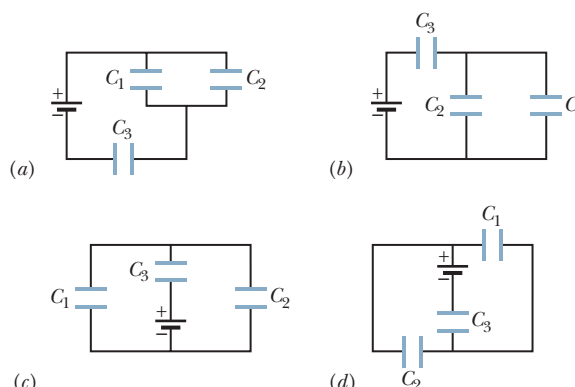 C3
+ C1 C2 + C2 C
− C3 −
(a) (b)
C1
C3 +
C1 + C2 − C3
−
(c) (d)
C2